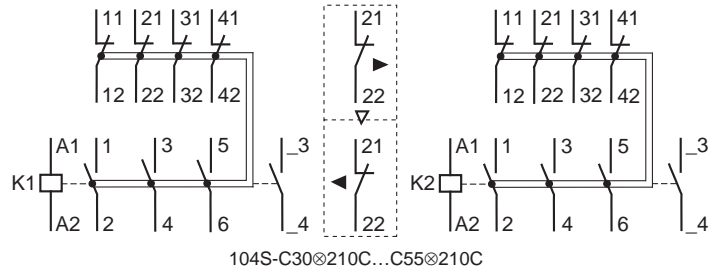 11 21 31 41 21 11 21 31 41
12 22 32 42 22 12 22 32 42
A1 1 3 5 _3 21 A1 1 3 5 _3
K1 K2
A2 2 4 6 _4 22 A2 2 4 6 _4
104S-C30⊗210C...C55⊗210C